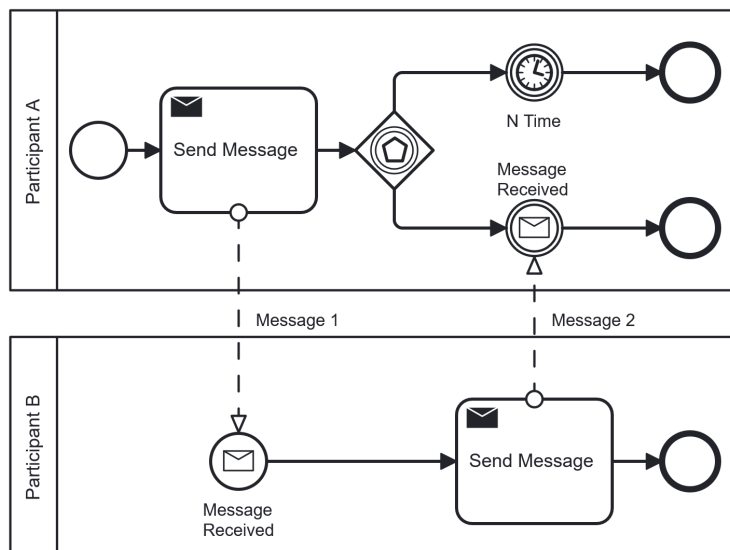 Participant A
Send Message
N Time
Message
Received
Message 1
Message 2
Participant B
Message
Received
Send Message